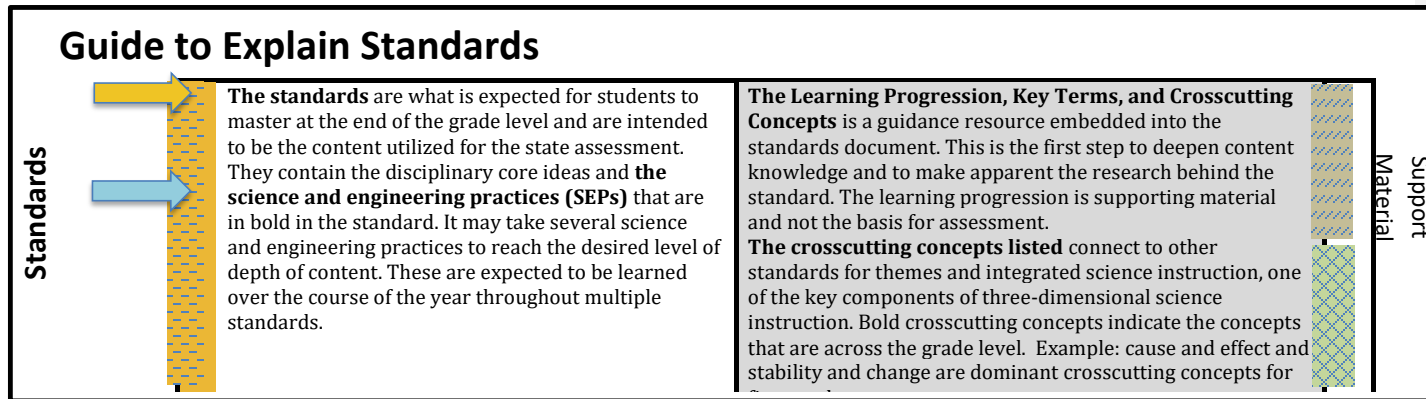 Guide to Explain Standards
Standards
The standards are what is expected for students to
master at the end of the grade level and are intended
to be the content utilized for the state assessment.
They contain the disciplinary core ideas and the
science and engineering practices (SEPs) that are
in bold in the standard. It may take several science
and engineering practices to reach the desired level of
depth of content. These are expected to be learned
over the course of the year throughout multiple
standards.
The Learning Progression, Key Terms, and Crosscutting
Concepts is a guidance resource embedded into the
standards document. This is the first step to deepen content
knowledge and to make apparent the research behind the
standard. The learning progression is supporting material
and not the basis for assessment.
The crosscutting concepts listed connect to other
standards for themes and integrated science instruction, one
of the key components of three-dimensional science
instruction. Bold crosscutting concepts indicate the concepts
that are across the grade level. Example: cause and effect and
stability and change are dominant crosscutting concepts for
Support
Material